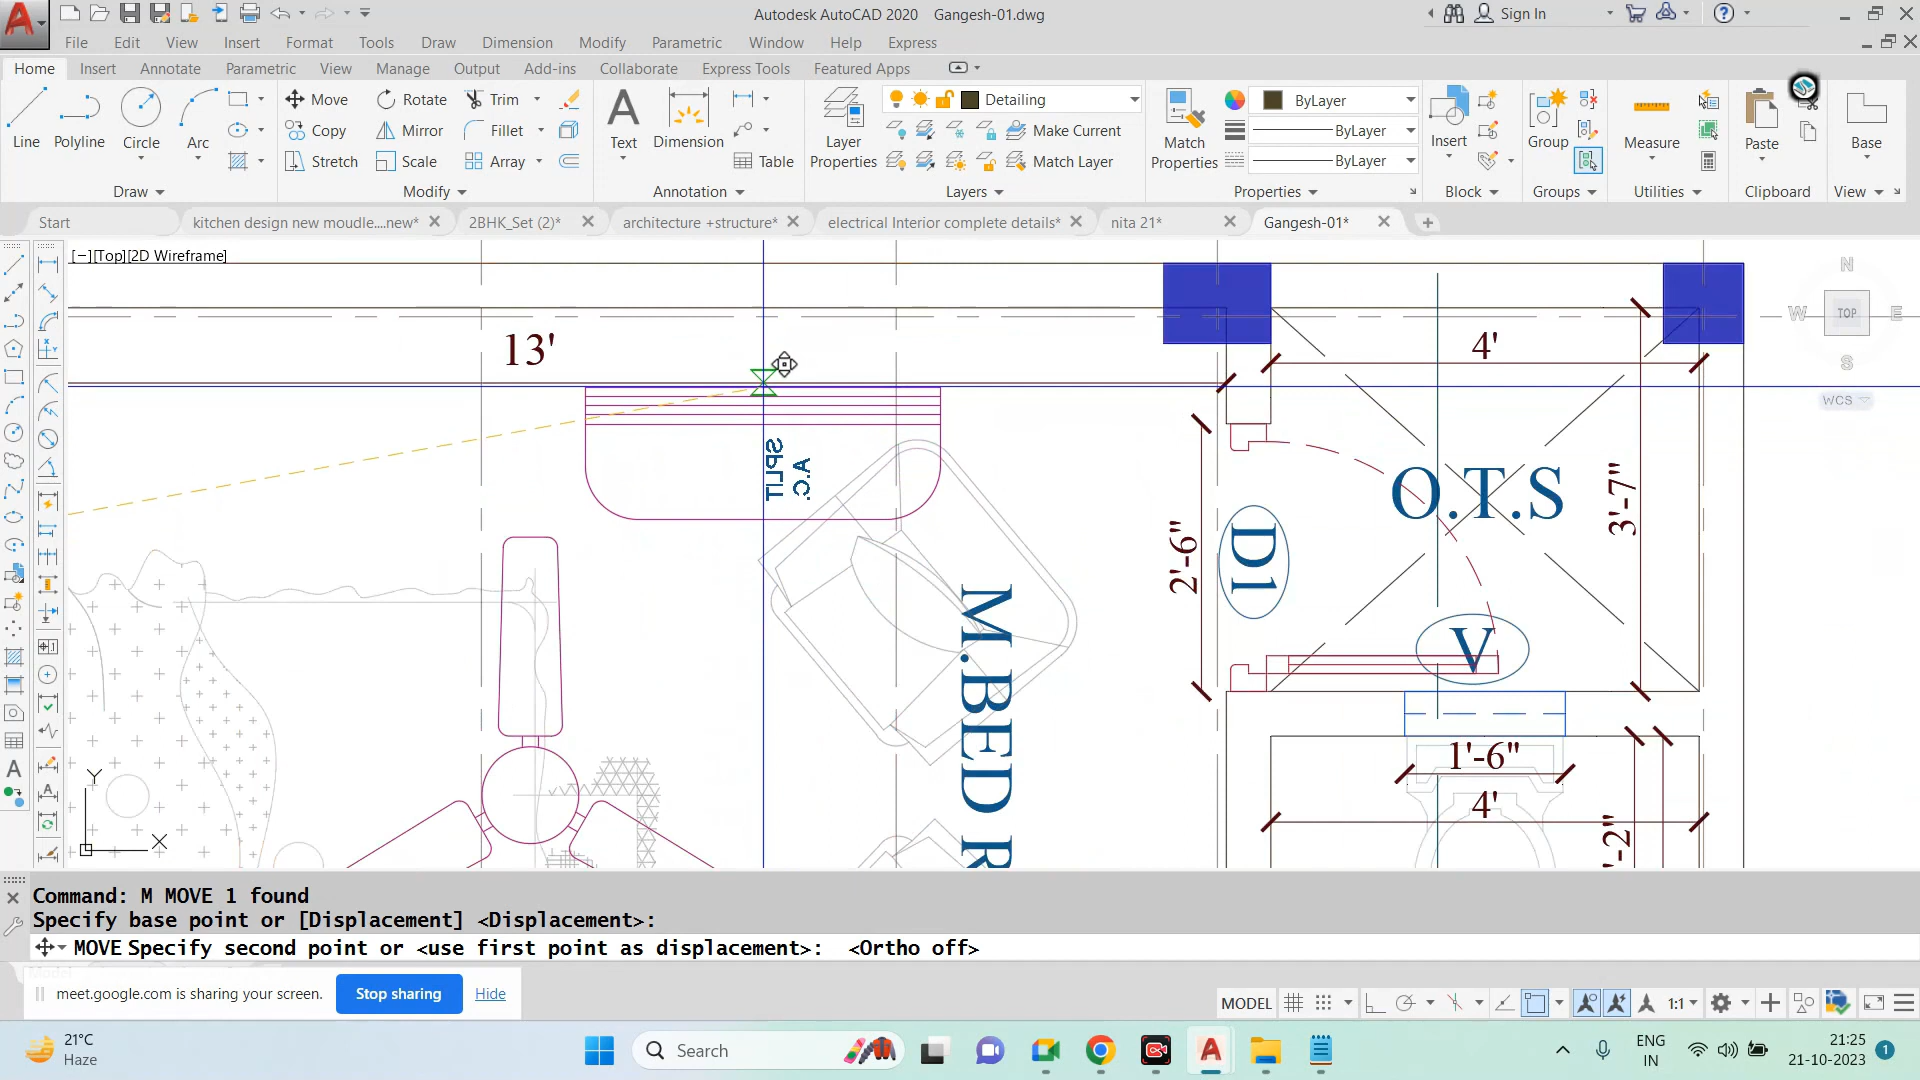 Autodesk AutoCAD 2020 Gangesh-01.dwg
Sign In
File Edit View Insert Format Tools Draw Dimension Modify Parametric Window Help Express
Home Insert Annotate Parametric View Manage Output Add-ins Collaborate Express Tools Featured Apps
Line
Polyline
Circle
Arc
Move
Rotate
Trim
Copy
Mirror
Fillet
Stretch
Scale
Array
Text
Dimension
Table
Layer
Properties
Detailing
Make Current
Match Layer
Match
Properties
ByLayer
ByLayer
ByLayer
Insert
Group
Measure
Paste
Base
Draw Modify Annotation Layers Properties Block Groups Utilities Clipboard View
Start
kitchen design new moudle....new*
2BHK_Set (2)*
architecture +structure*
electrical Interior complete details*
nita 21*
Gangesh-01*
[−][Top][2D Wireframe]
N
W TOP E
S
WCS
13'
4'
SPLIT
A.C.
O.T.S
3'-7"
2'-6"
D1
V
M.BED R
1'-6"
4'
'-2"
Y
X
Command: M MOVE 1 found
Specify base point or [Displacement] <Displacement>:
MOVE Specify second point or <use first point as displacement>: <Ortho off>
meet.google.com is sharing your screen.
Stop sharing
Hide
MODEL
1:1
21°C
Haze
Search
ENG
IN
21:25
21-10-2023
1